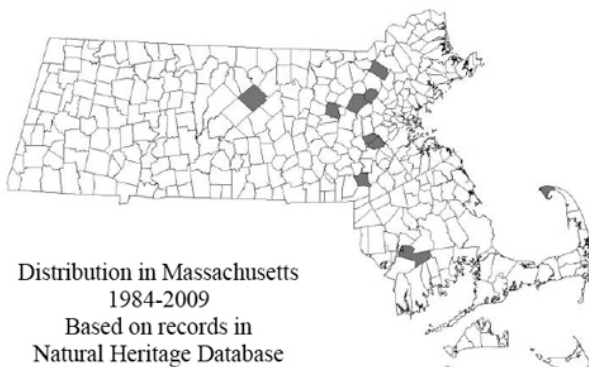 Distribution in Massachusetts
1984-2009
Based on records in
Natural Heritage Database